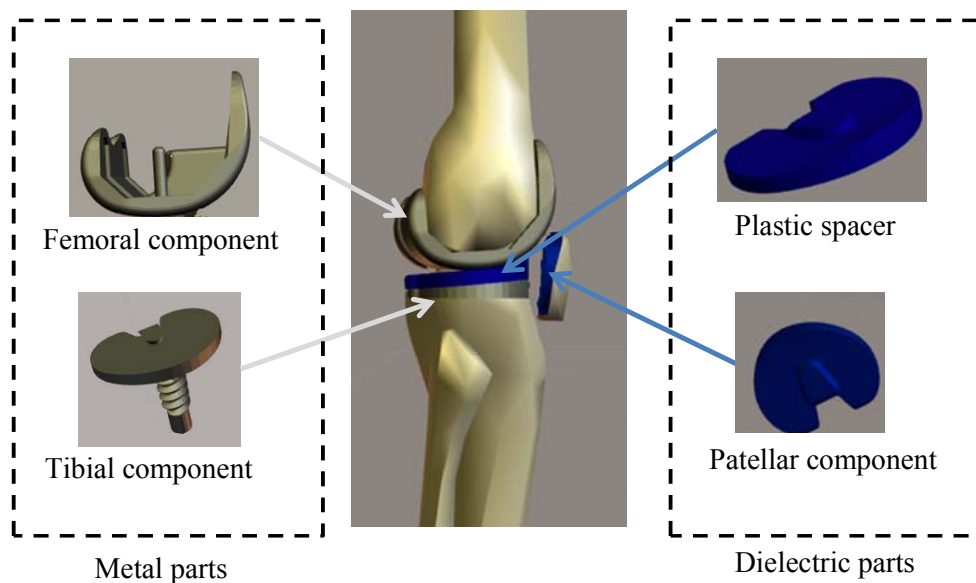 Femoral component
Tibial component
Metal parts
Plastic spacer
Patellar component
Dielectric parts